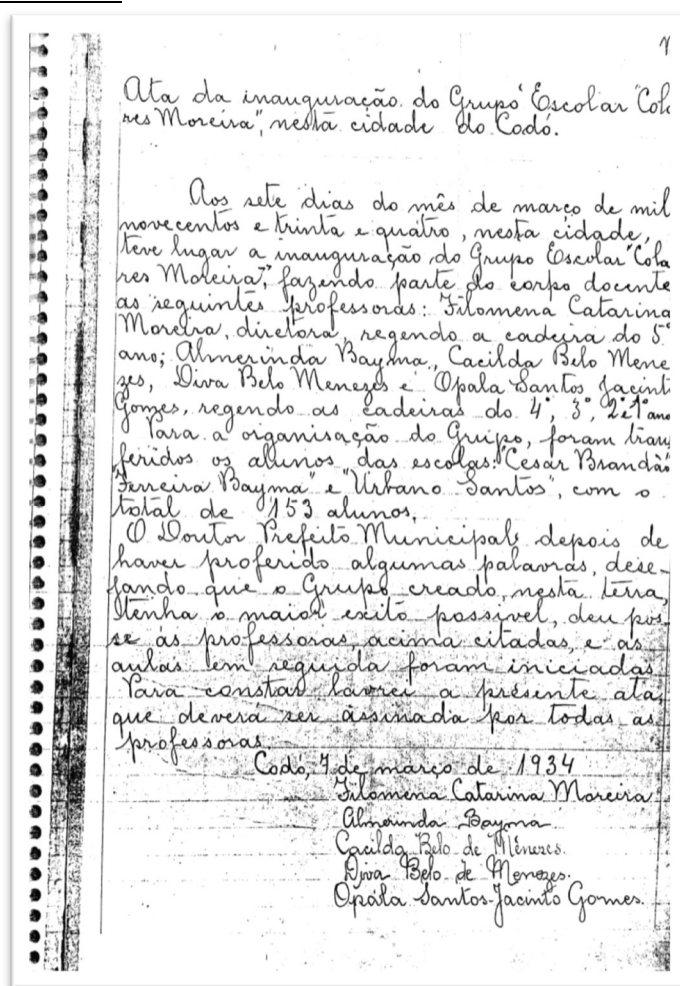 Ata da inauguração do Grupo Escolar "Cola
res Moreira", nesta cidade do Codó.
Aos sete dias do mês de março de mil
novecentos e trinta e quatro, nesta cidade,
teve lugar a inauguração do Grupo Escolar "Cola
res Moreira", fazendo parte do corpo docente
as seguintes professoras: Filomena Catarina
Moreira, diretora, regendo a cadeira do 5º
ano; Almerinda Bayma, Cacilda Belo Mene
zes, Diva Belo Menezes e Opala Santos Jacint
Gomes, regendo as cadeiras do 4º, 3º, 2º e 1º ano
Para a organisação do Grupo, foram tran
feridos os alunos das escolas: "Cesar Brandão"
"Ferreira Bayma" e "Urbano Santos", com o
total de 153 alunos.
O Doutor Prefeito Municipal, depois de
haver proferido algumas palavras, dese-
jando que o Grupo creado, nesta terra,
tenha o maior exito possivel, deu pos
se às professoras acima citadas, e as
aulas em seguida foram iniciadas.
Para constar lavrei a presente ata,
que deverá ser assinada por todas as
professoras.
Codó, 7 de março de 1934
Filomena Catarina Moreira
Almerinda Bayma
Cacilda Belo de Menezes.
Diva Belo de Menezes.
Opala Santos Jacinto Gomes.